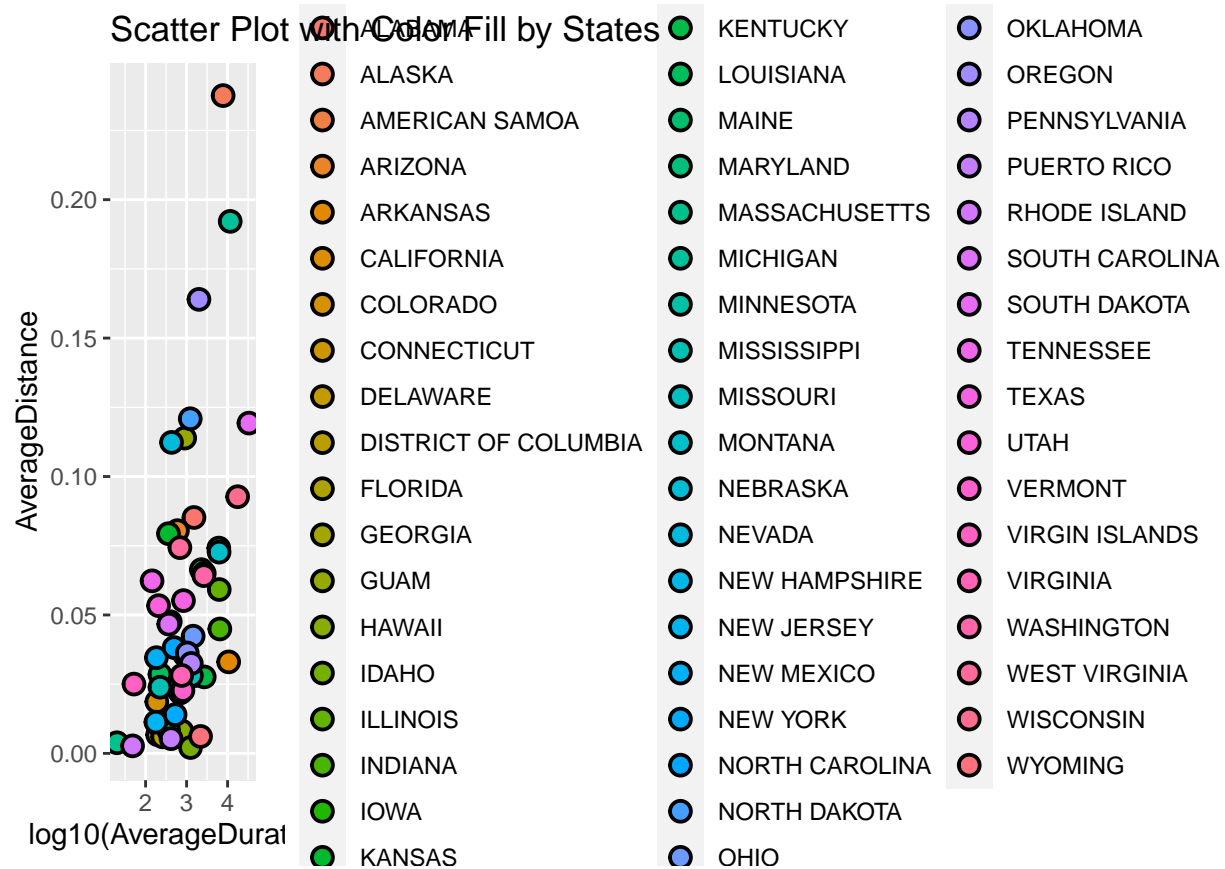 Scatter Plot with Color Fill by States
ALABAMA
ALASKA
AMERICAN SAMOA
ARIZONA
ARKANSAS
CALIFORNIA
COLORADO
CONNECTICUT
DELAWARE
DISTRICT OF COLUMBIA
FLORIDA
GEORGIA
GUAM
HAWAII
IDAHO
ILLINOIS
INDIANA
IOWA
KANSAS
KENTUCKY
LOUISIANA
MAINE
MARYLAND
MASSACHUSETTS
MICHIGAN
MINNESOTA
MISSISSIPPI
MISSOURI
MONTANA
NEBRASKA
NEVADA
NEW HAMPSHIRE
NEW JERSEY
NEW MEXICO
NEW YORK
NORTH CAROLINA
NORTH DAKOTA
OHIO
OKLAHOMA
OREGON
PENNSYLVANIA
PUERTO RICO
RHODE ISLAND
SOUTH CAROLINA
SOUTH DAKOTA
TENNESSEE
TEXAS
UTAH
VERMONT
VIRGIN ISLANDS
VIRGINIA
WASHINGTON
WEST VIRGINIA
WISCONSIN
WYOMING
AverageDistance
0.20
0.15
0.10
0.05
0.00
2 3 4
log10(AverageDurat